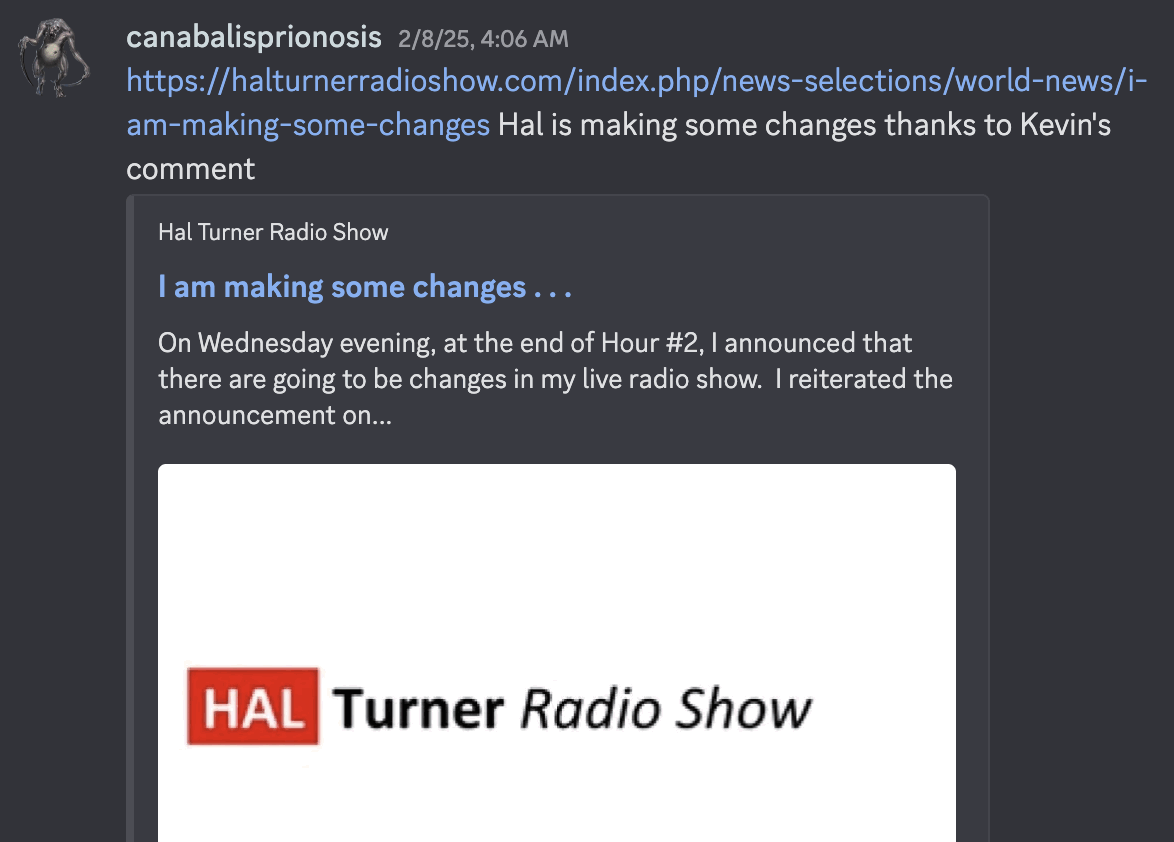 canabalisprionosis 2/8/25, 4:06 AM
https://halturnerradioshow.com/index.php/news-selections/world-news/i-
am-making-some-changes Hal is making some changes thanks to Kevin's
comment
Hal Turner Radio Show
I am making some changes . . .
On Wednesday evening, at the end of Hour #2, I announced that
there are going to be changes in my live radio show.  I reiterated the
announcement on...
HAL Turner Radio Show